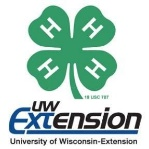 H H
H H
18 USC 707
UW
Extension
University of Wisconsin-Extension